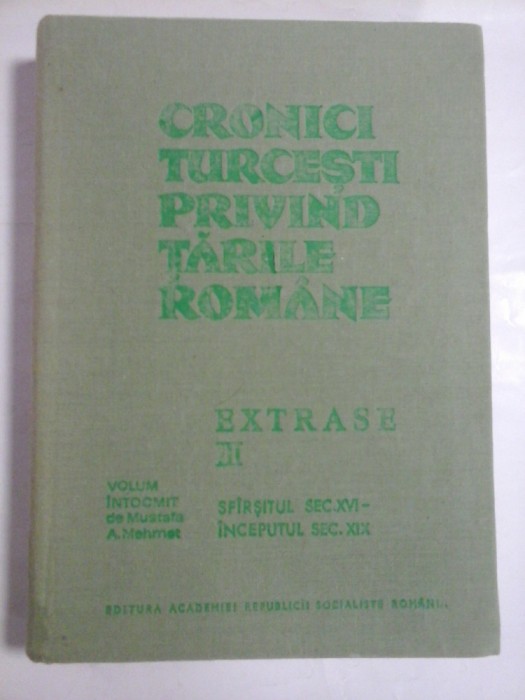 CRONICI
TURCEȘTI
PRIVIND
ȚĂRILE
ROMÂNE
EXTRASE
III
VOLUM
ÎNTOCMIT
de Mustafa
A. Mehmet
SFÎRȘITUL SEC. XVI –
ÎNCEPUTUL SEC. XIX
EDITURA ACADEMIEI REPUBLICII SOCIALISTE ROMÂNIA